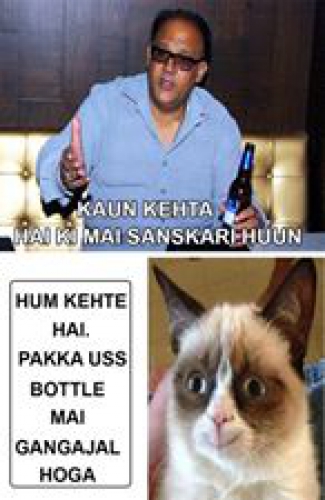 KAUN KEHTA
HAI KI MAI SANSKARI HUUN
HUM KEHTE
HAI.
PAKKA USS
BOTTLE
MAI
GANGAJAL
HOGA